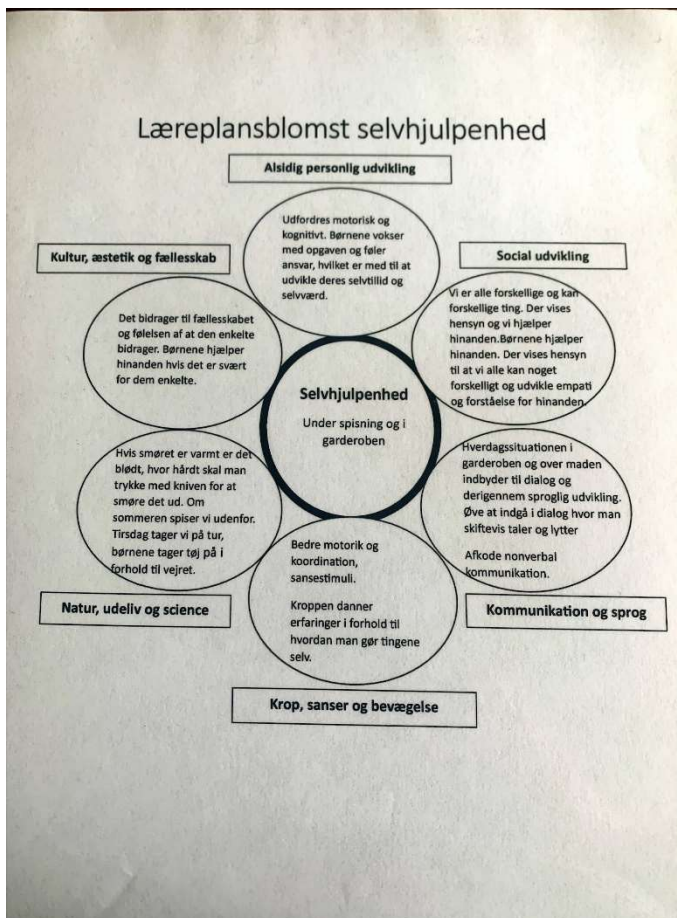 Læreplansblomst selvhjulpenhed
Alsidig personlig udvikling
Udfordres motorisk og
kognitivt. Børnene vokser
med opgaven og føler
ansvar, hvilket er med til at
udvikle deres selvtillid og
selvværd.
Kultur, æstetik og fællesskab
Det bidrager til fællesskabet
og følelsen af at den enkelte
bidrager. Børnene hjælper
hinanden hvis det er svært
for dem enkelte.
Social udvikling
Vi er alle forskellige og kan
forskellige ting. Der vises
hensyn og vi hjælper
hinanden.Børnene hjælper
hinanden. Der vises hensyn
til at vi alle kan noget
forskelligt og udvikle empati
og forståelse for hinanden.
Selvhjulpenhed
Under spisning og i
garderoben
Hvis smøret er varmt er det
blødt, hvor hårdt skal man
trykke med kniven for at
smøre det ud. Om
sommeren spiser vi udenfor.
Tirsdag tager vi på tur,
børnene tager tøj på i
forhold til vejret.
Natur, udeliv og science
Hverdagssituationen i
garderoben og over maden
indbyder til dialog og
derigennem sproglig udvikling.
Øve at indgå i dialog hvor man
skiftevis taler og lytter
Afkode nonverbal
kommunikation.
Kommunikation og sprog
Bedre motorik og
koordination,
sansestimuli.
Kroppen danner
erfaringer i forhold til
hvordan man gør tingene
selv.
Krop, sanser og bevægelse